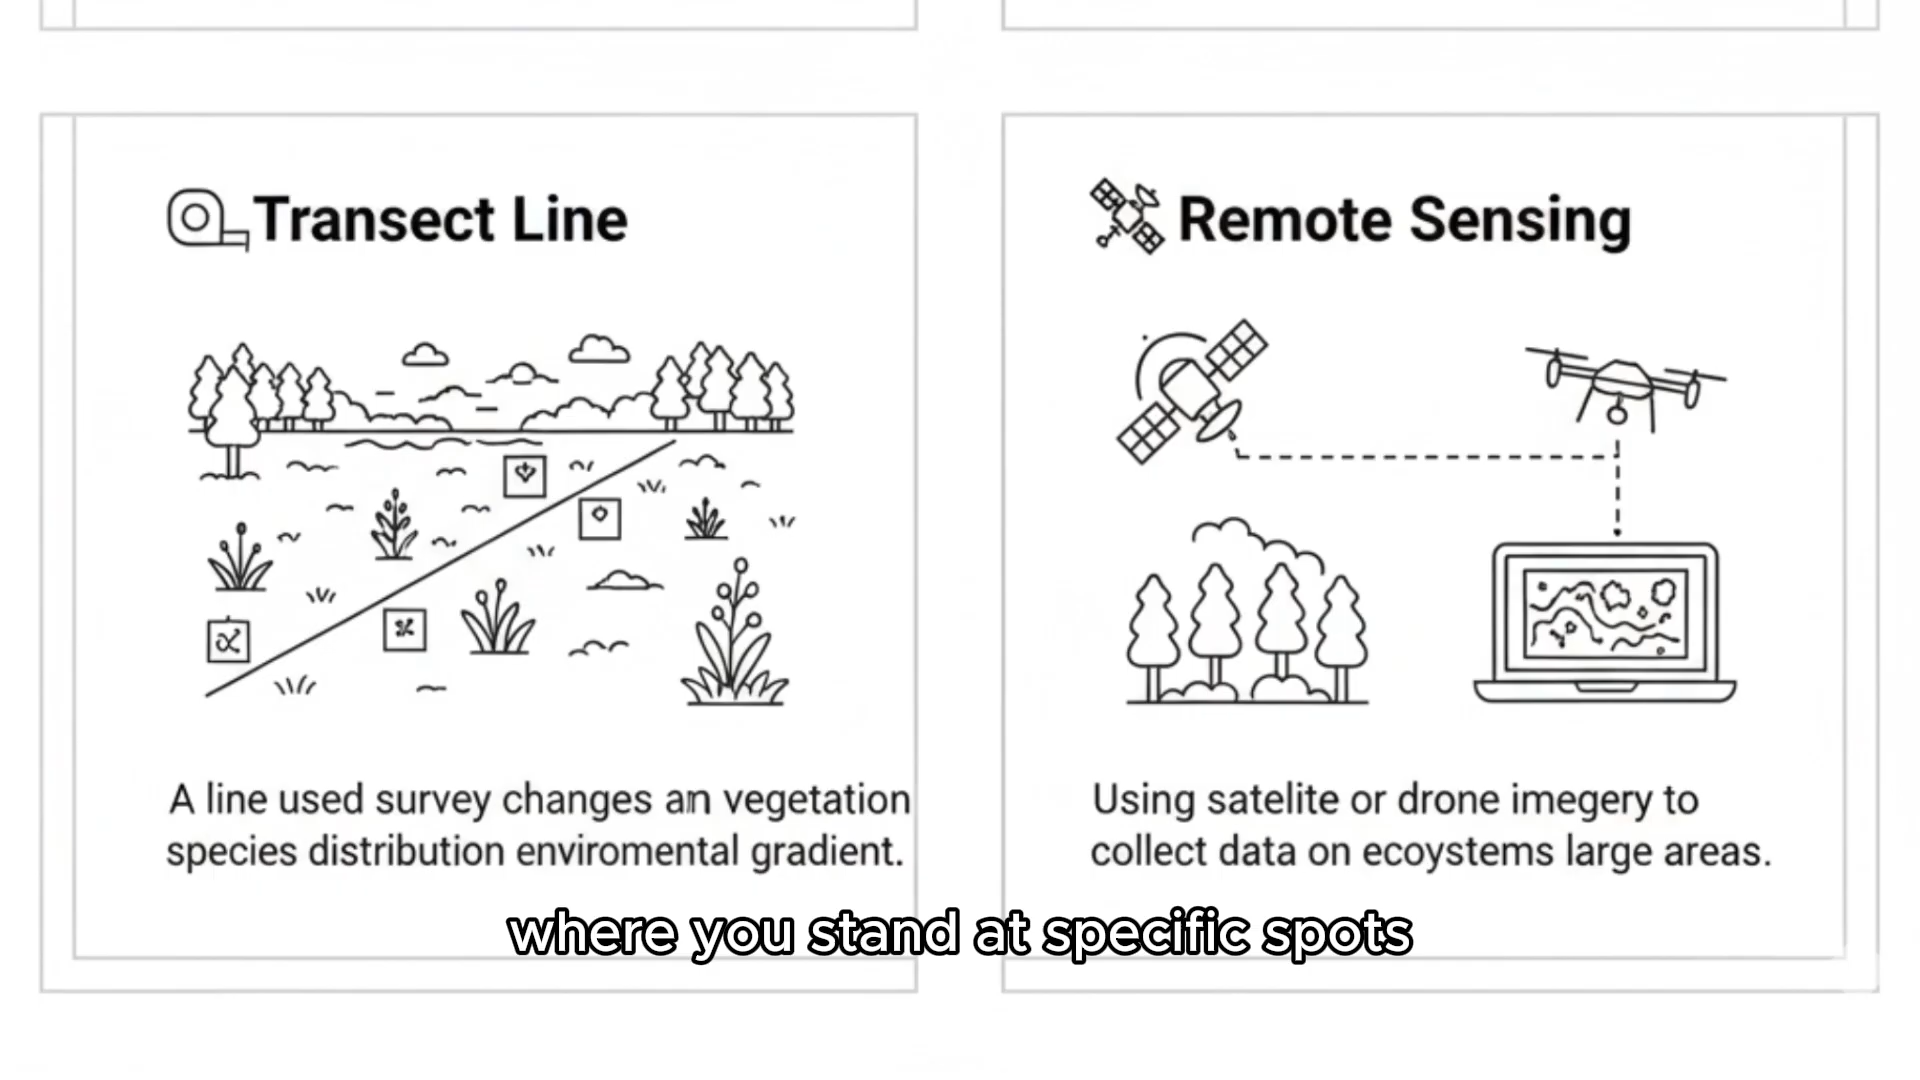 Transect Line
A line used survey changes an vegetation
species distribution enviromental gradient.
Remote Sensing
Using satelite or drone imegery to
collect data on ecoystems large areas.
where you stand at specific spots